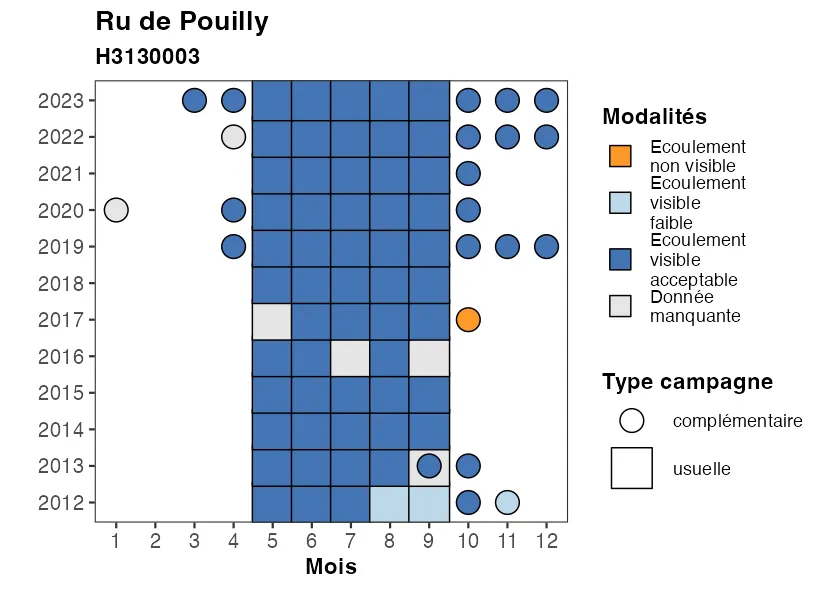 Ru de Pouilly
H3130003
2023
2022
2021
2020
2019
2018
2017
2016
2015
2014
2013
2012
1 2 3 4 5 6 7 8 9 10 11 12
Mois
Modalités
Ecoulement
non visible
Ecoulement
visible
faible
Ecoulement
visible
acceptable
Donnée
manquante
Type campagne
complémentaire
usuelle